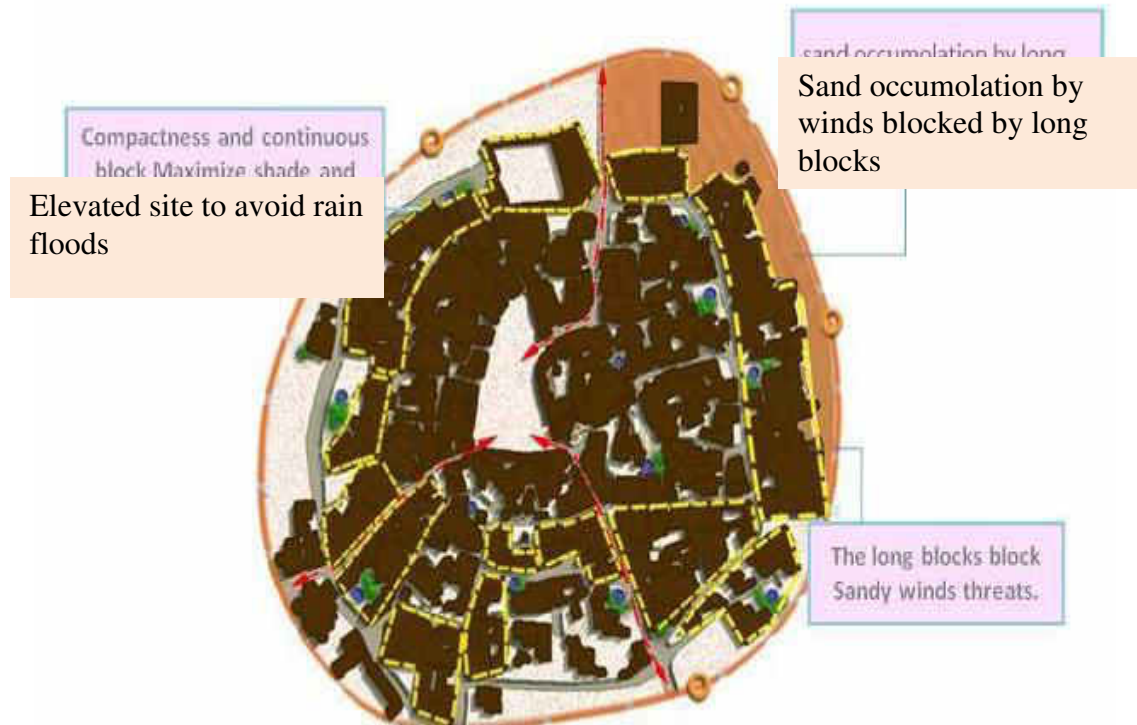 Compactness and continuous
block Maximize shade and
Elevated site to avoid rain
floods
sand occumolation by long
Sand occumolation by
winds blocked by long
blocks
The long blocks block
Sandy winds threats.